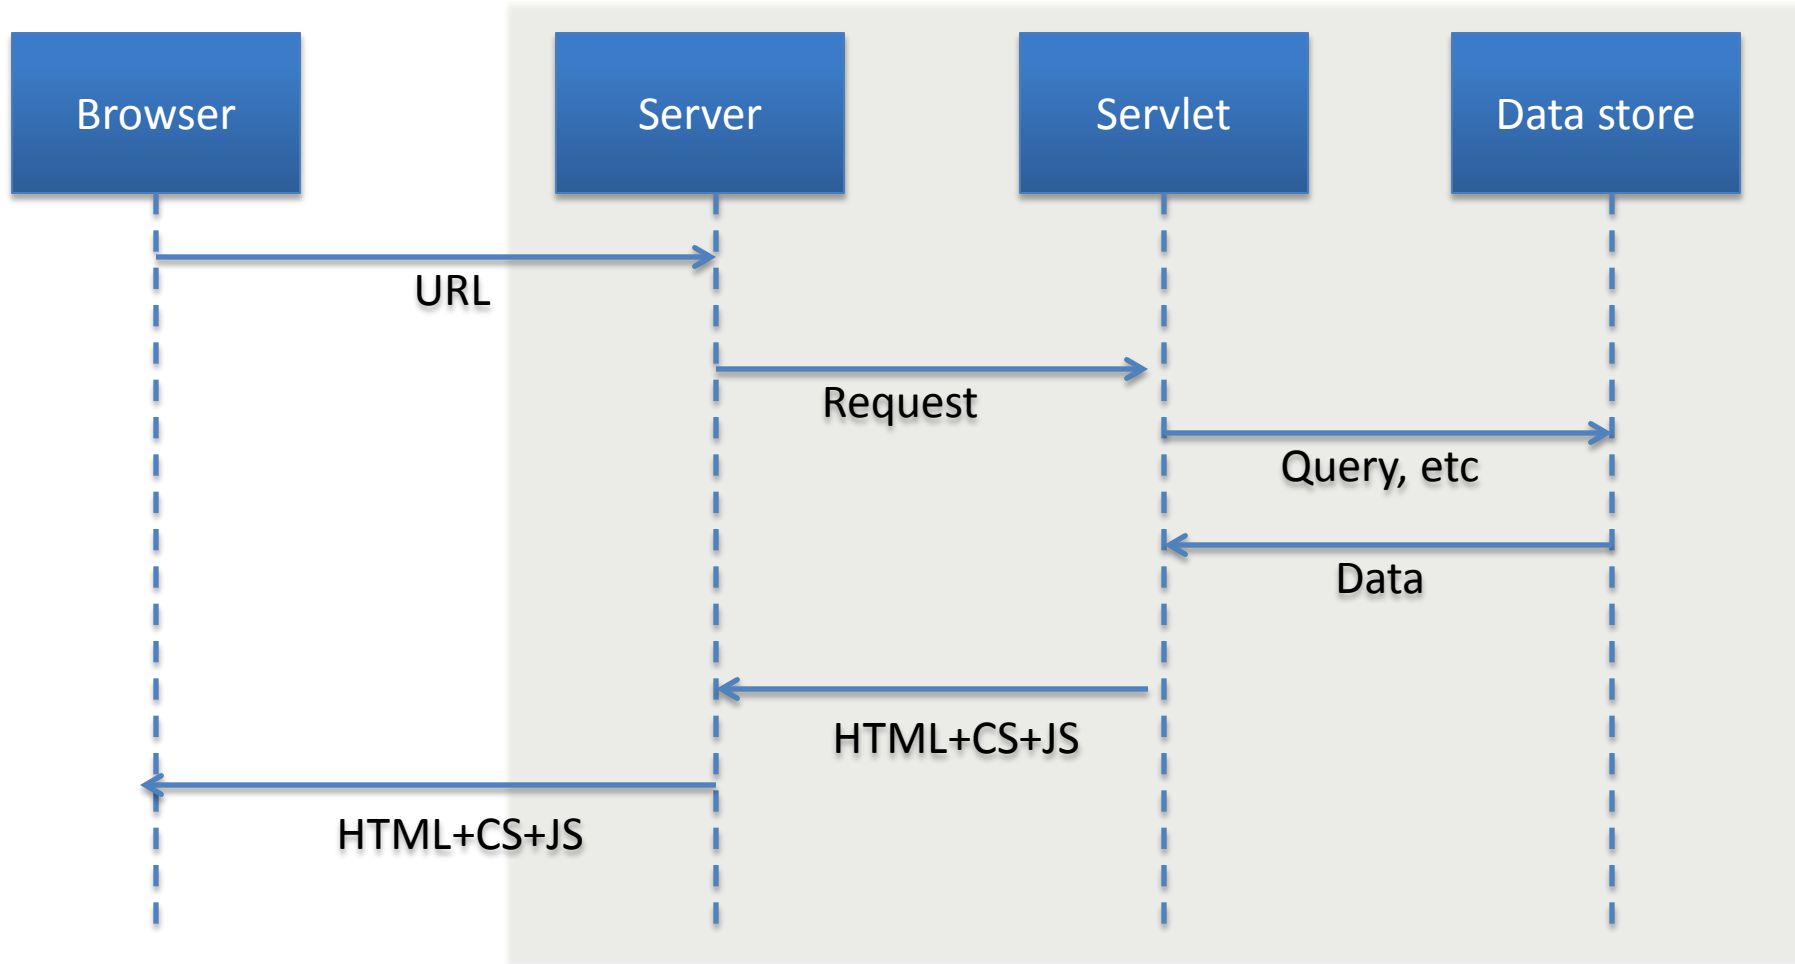 Browser
Server
Servlet
Data store
URL
Request
Query, etc
Data
HTML+CS+JS
HTML+CS+JS